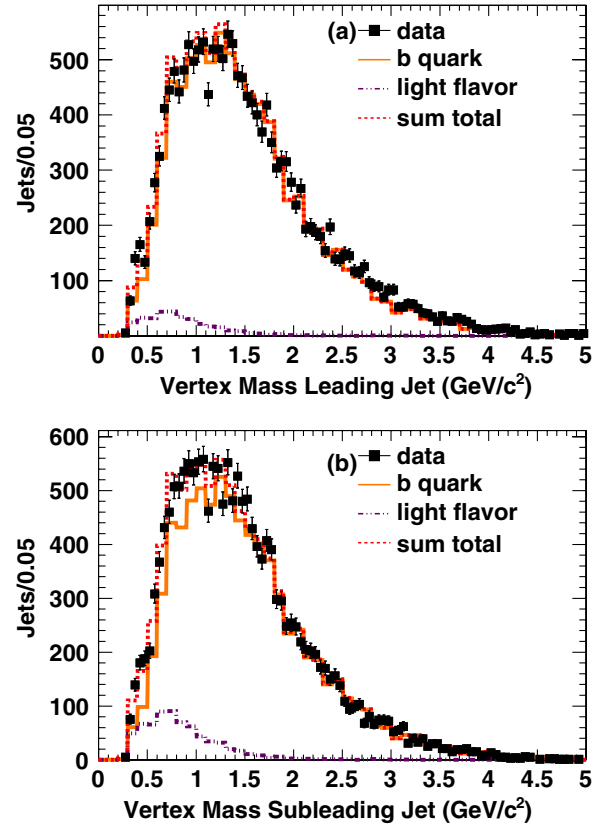 (a)
data
b quark
light flavor
sum total
Jets/0.05
500
400
300
200
100
0 0.5 1 1.5 2 2.5 3 3.5 4 4.5 5
Vertex Mass Leading Jet (GeV/c²)
(b)
data
b quark
light flavor
sum total
Jets/0.05
600
500
400
300
200
100
0
0 0.5 1 1.5 2 2.5 3 3.5 4 4.5 5
Vertex Mass Subleading Jet (GeV/c²)